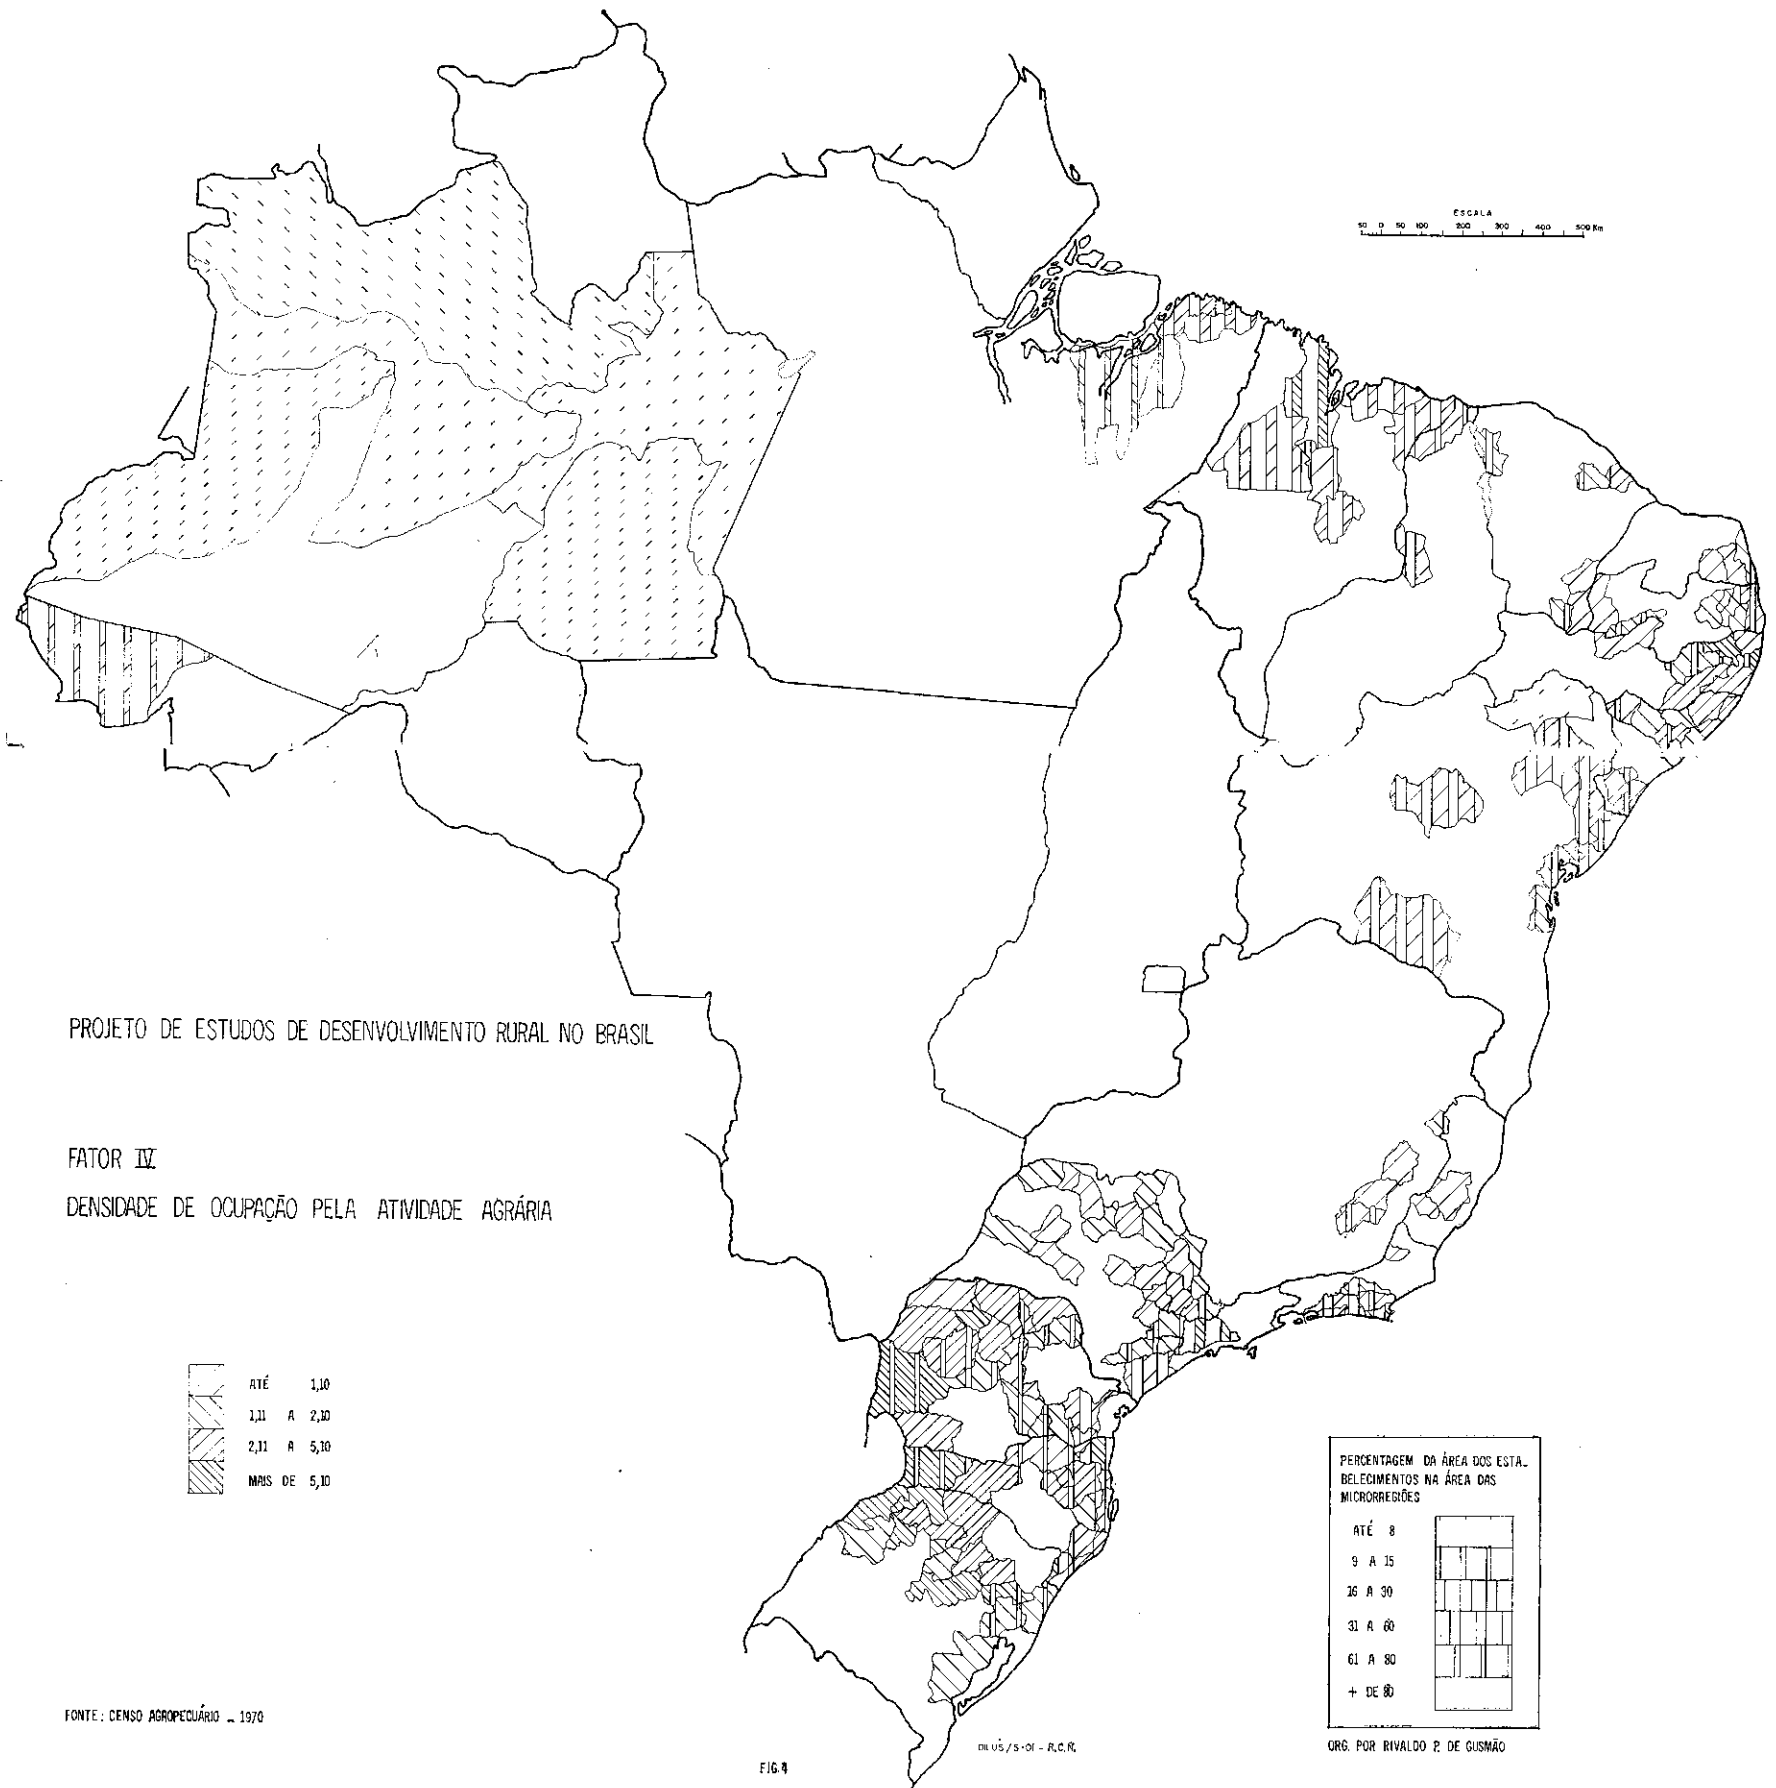 ESCALA
50 0 50 100 200 300 400 500 Km
PROJETO DE ESTUDOS DE DESENVOLVIMENTO RURAL NO BRASIL
FATOR IV
DENSIDADE DE OCUPAÇÃO PELA ATIVIDADE AGRÁRIA
ATÉ 1,10
1,11 A 2,10
2,11 A 5,10
MAIS DE 5,10
PERCENTAGEM DA ÁREA DOS ESTA_
BELECIMENTOS NA ÁREA DAS
MICRORREGIÕES
ATÉ 8
9 A 15
16 A 30
31 A 60
61 A 80
+ DE 80
FONTE: CENSO AGROPECUÁRIO _ 1970
FIG.4
ORG. POR RIVALDO P. DE GUSMÃO